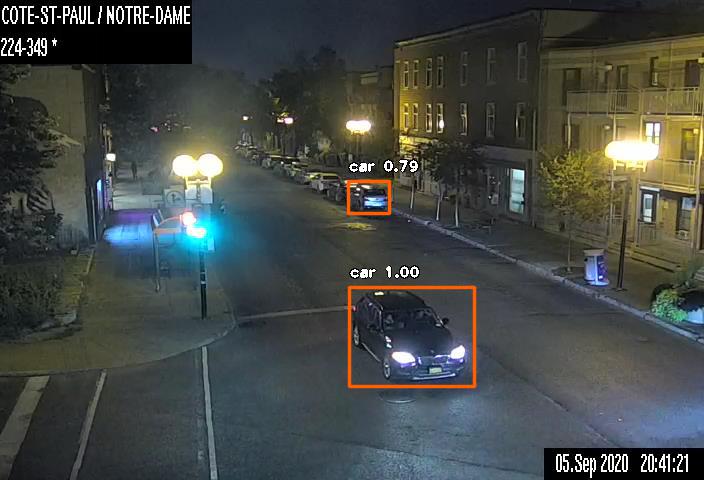 COTE-ST-PAUL / NOTRE-DAME
224-349 *
car 0.79
car 1.00
05.Sep 2020 20:41:21